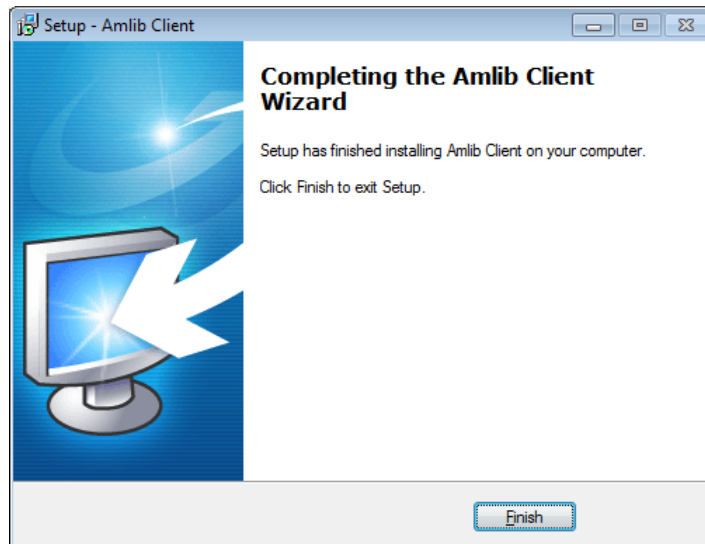 Setup - Amlib Client
Completing the Amlib Client
Wizard
Setup has finished installing Amlib Client on your computer.
Click Finish to exit Setup.
Finish